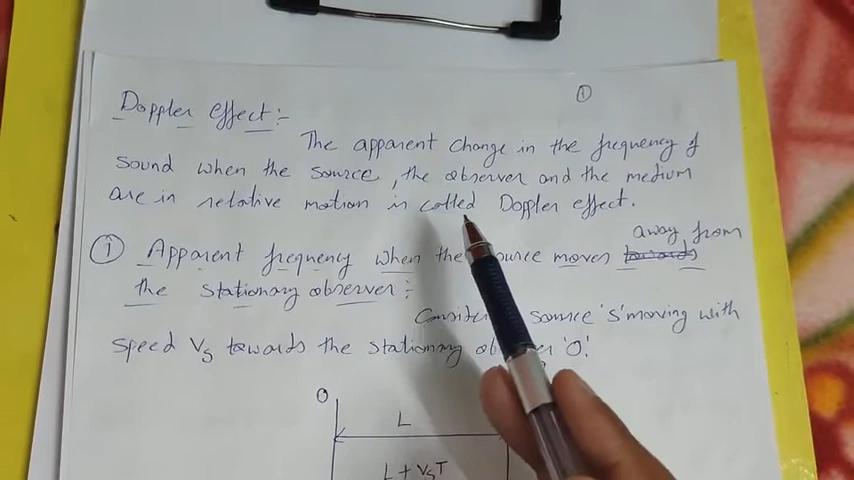 Doppler effect :-
①
The apparent change in the frequency of
sound when the source, the observer and the medium
are in relative motion is called Doppler effect.
away from
① Apparent frequency when the source moves
the stationary observer :
Consider source 'S' moving with
speed Vs towards the stationary 'O'.
O
L
L + VsT